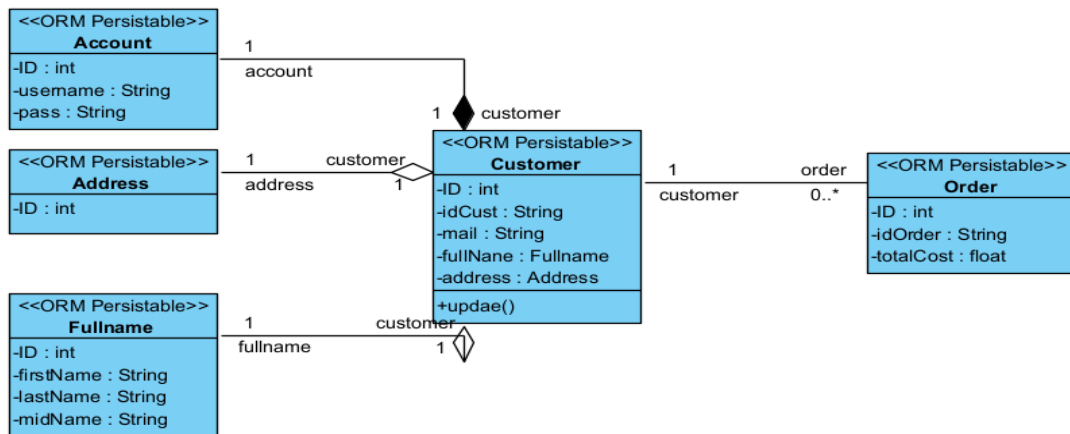 <<ORM Persistable>>
Account
-ID : int
-username : String
-pass : String
1
account
1
customer
<<ORM Persistable>>
Address
-ID : int
1
address
customer
1
<<ORM Persistable>>
Customer
-ID : int
-idCust : String
-mail : String
-fullNane : Fullname
-address : Address
+updae()
1
customer
order
0..*
<<ORM Persistable>>
Order
-ID : int
-idOrder : String
-totalCost : float
<<ORM Persistable>>
Fullname
-ID : int
-firstName : String
-lastName : String
-midName : String
1
fullname
customer
1